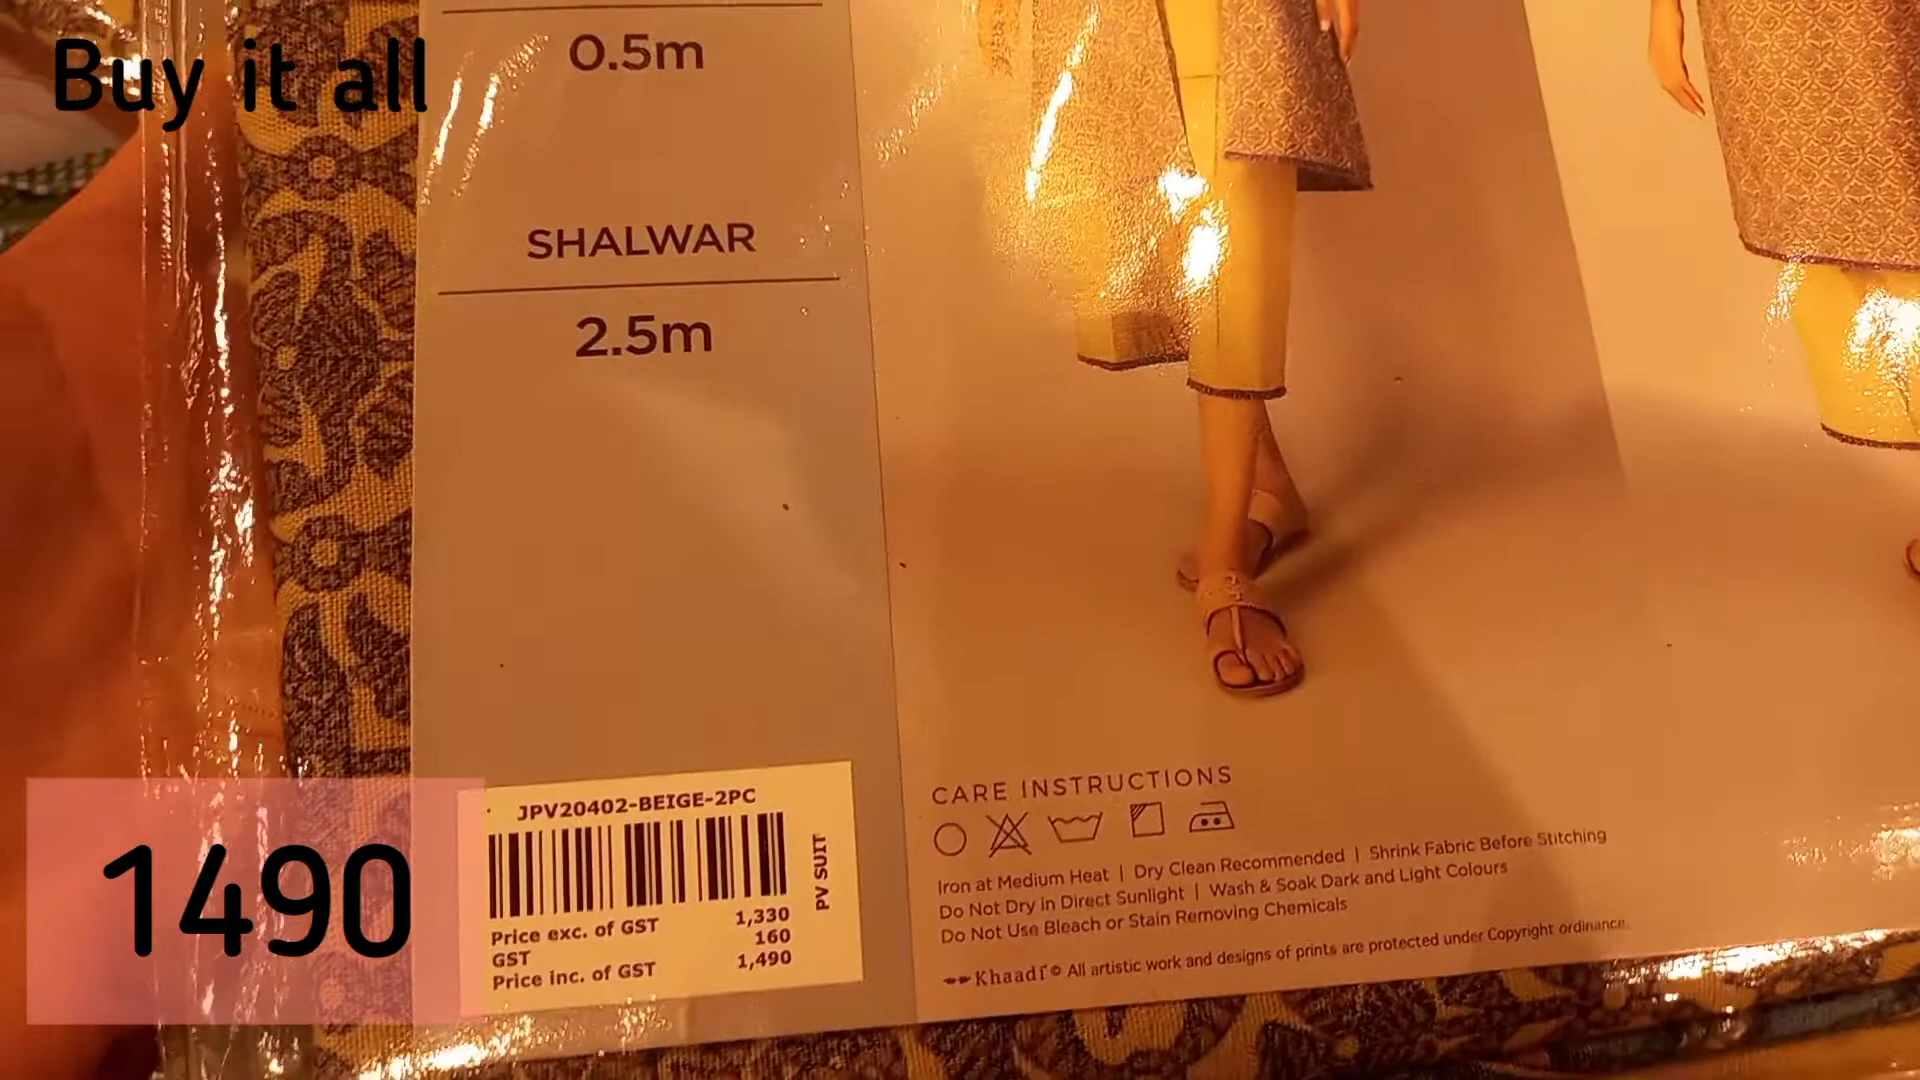 Buy it all
0.5m
SHALWAR
2.5m
1490
JPV20402-BEIGE-2PC
PV SUIT
Price exc. of GST 1,330
GST 160
Price inc. of GST 1,490
CARE INSTRUCTIONS
Iron at Medium Heat | Dry Clean Recommended | Shrink Fabric Before Stitching
Do Not Dry in Direct Sunlight | Wash & Soak Dark and Light Colours
Do Not Use Bleach or Stain Removing Chemicals
Khaadi © All artistic work and designs of prints are protected under Copyright ordinance.